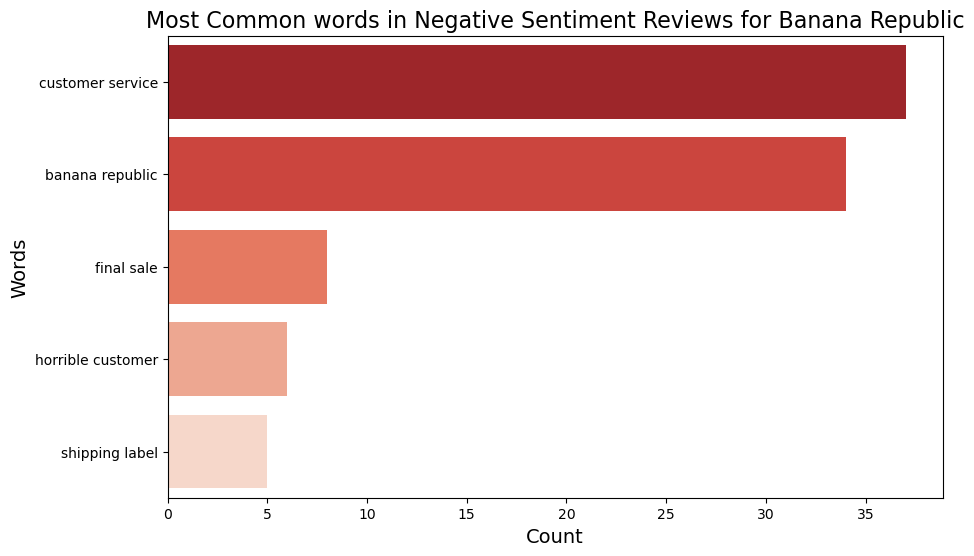 Most Common words in Negative Sentiment Reviews for Banana Republic
customer service
banana republic
final sale
horrible customer
shipping label
Words
0 5 10 15 20 25 30 35
Count